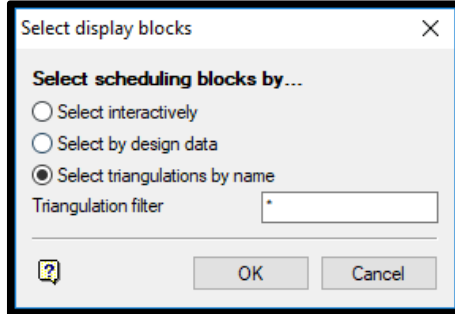 Select display blocks
Select scheduling blocks by...
Select interactively
Select by design data
Select triangulations by name
Triangulation filter *
OK Cancel